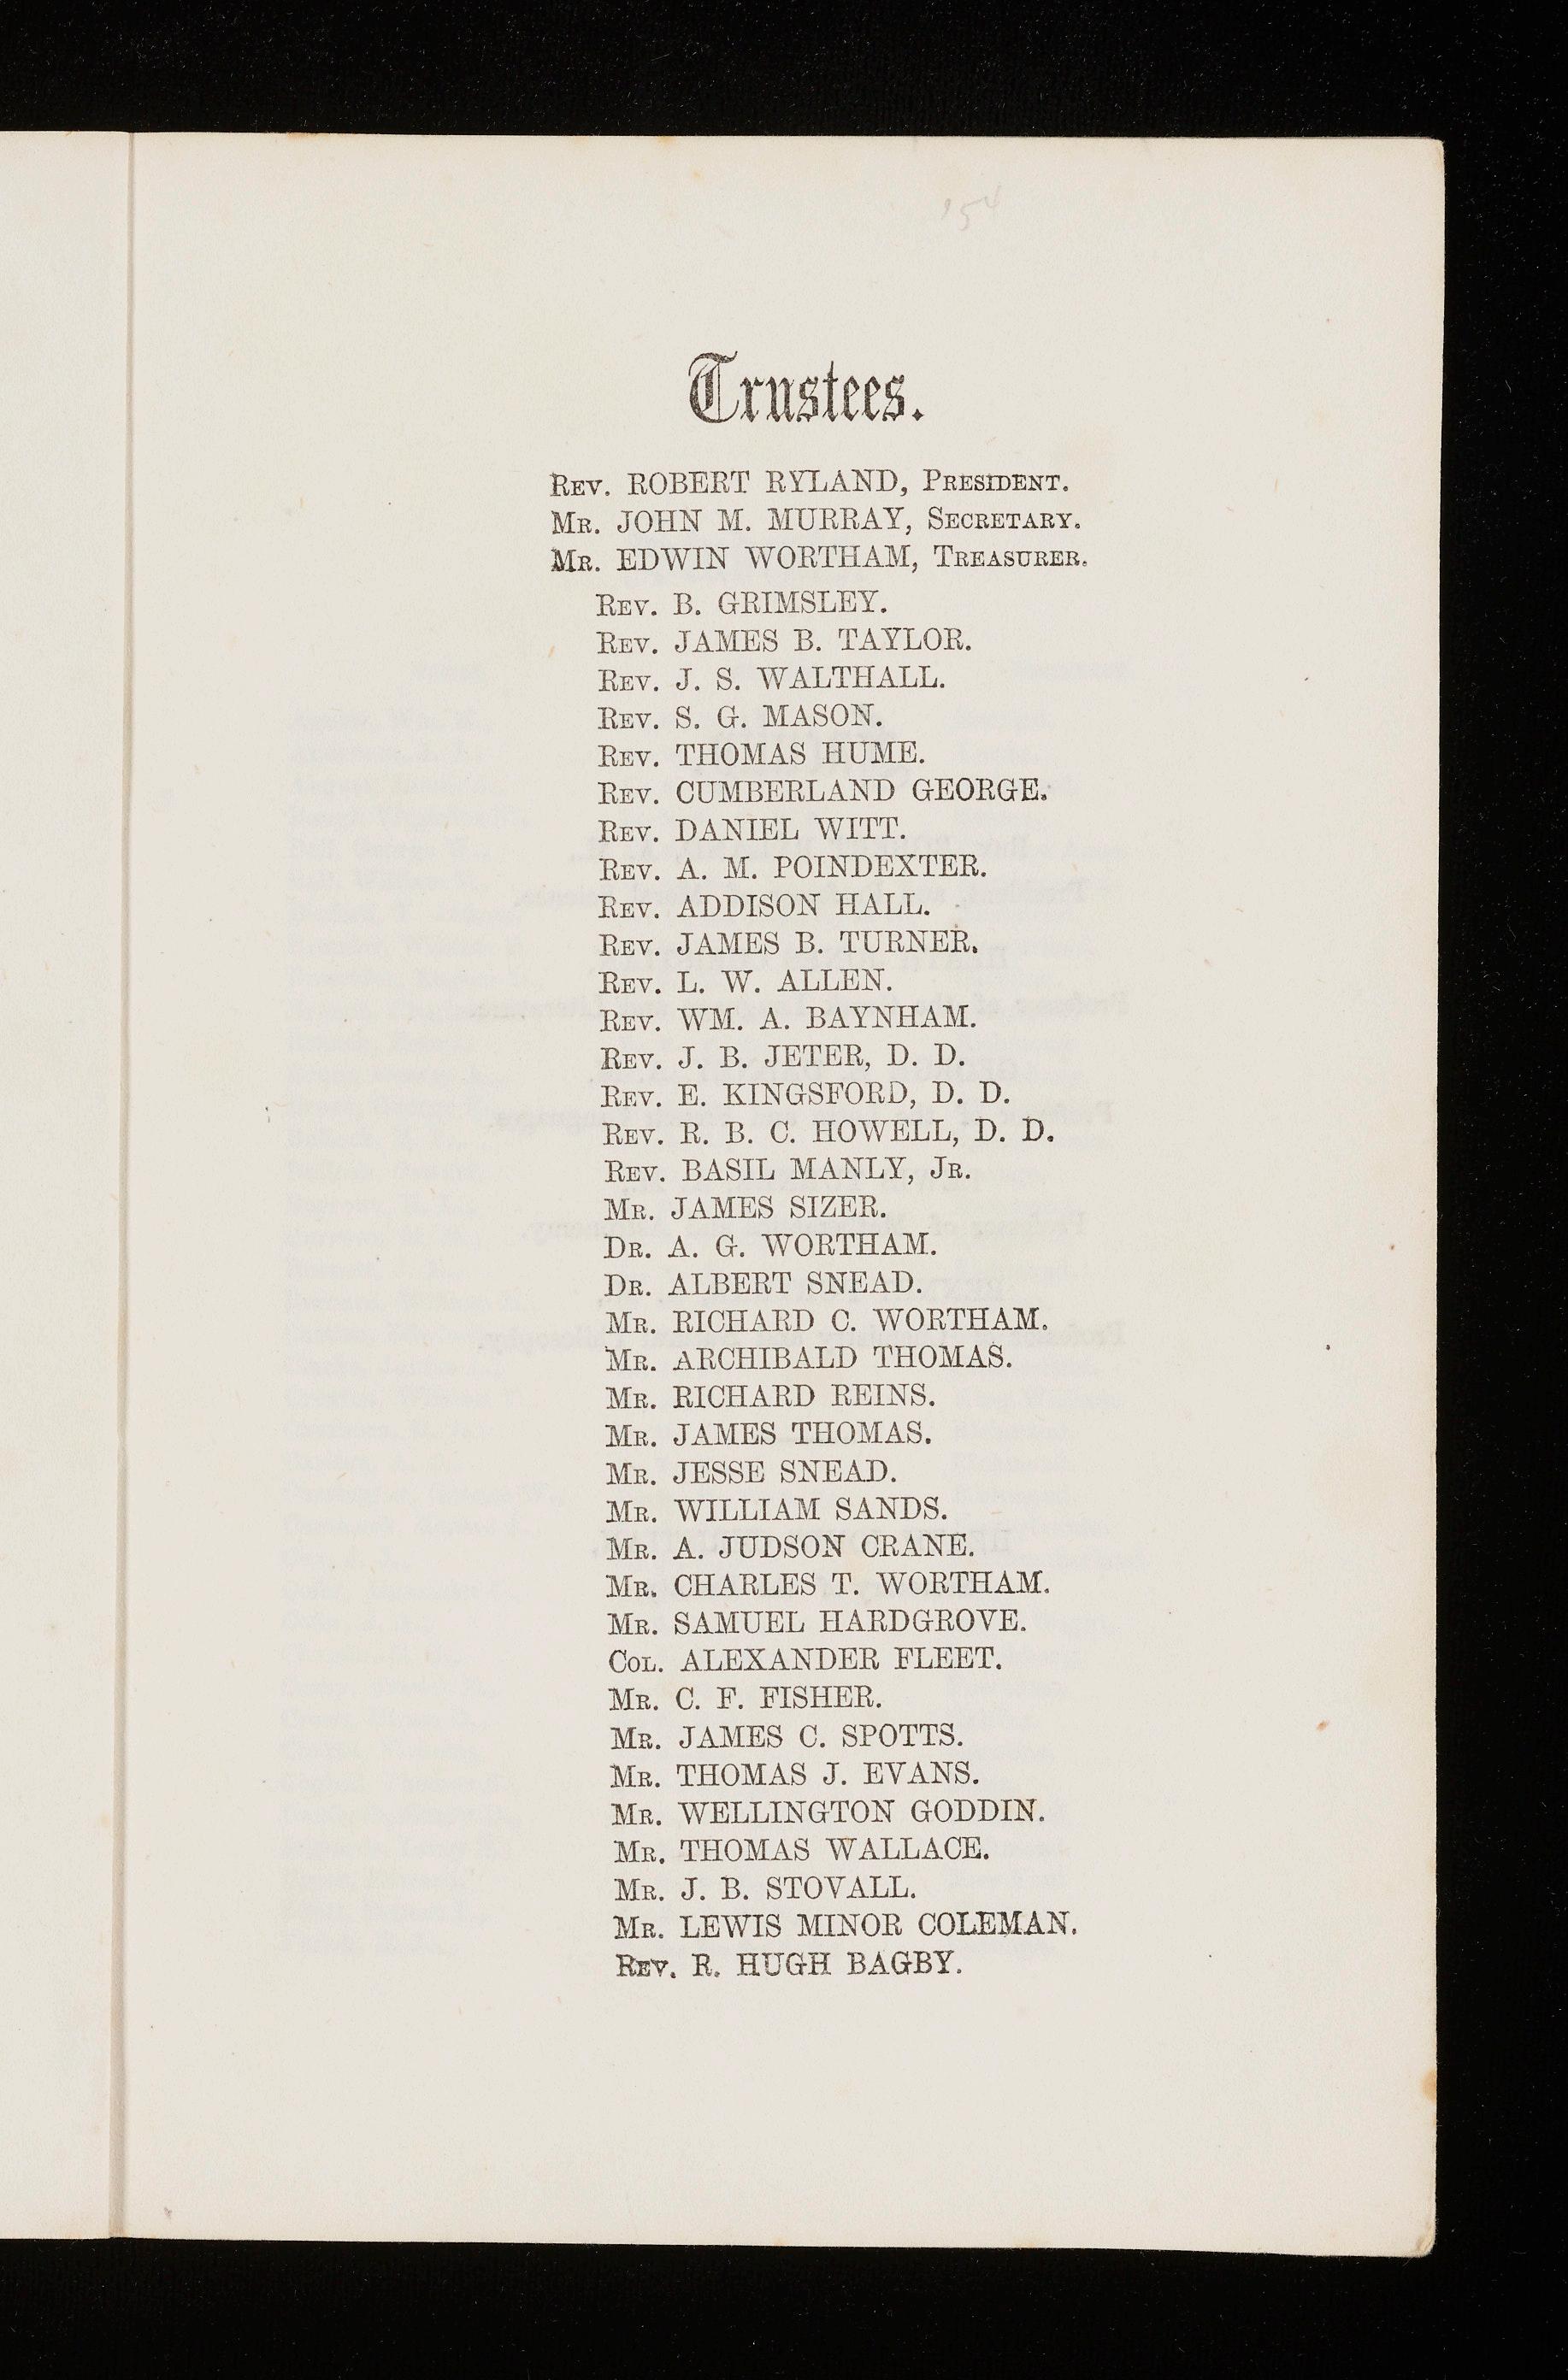 '54
Trustees.
Rev. ROBERT RYLAND, President.
Mr. JOHN M. MURRAY, Secretary.
Mr. EDWIN WORTHAM, Treasurer.
Rev. B. GRIMSLEY.
Rev. JAMES B. TAYLOR.
Rev. J. S. WALTHALL.
Rev. S. G. MASON.
Rev. THOMAS HUME.
Rev. CUMBERLAND GEORGE.
Rev. DANIEL WITT.
Rev. A. M. POINDEXTER.
Rev. ADDISON HALL.
Rev. JAMES B. TURNER.
Rev. L. W. ALLEN.
Rev. WM. A. BAYNHAM.
Rev. J. B. JETER, D. D.
Rev. E. KINGSFORD, D. D.
Rev. R. B. C. HOWELL, D. D.
Rev. BASIL MANLY, Jr.
Mr. JAMES SIZER.
Dr. A. G. WORTHAM.
Dr. ALBERT SNEAD.
Mr. RICHARD C. WORTHAM.
Mr. ARCHIBALD THOMAS.
Mr. RICHARD REINS.
Mr. JAMES THOMAS.
Mr. JESSE SNEAD.
Mr. WILLIAM SANDS.
Mr. A. JUDSON CRANE.
Mr. CHARLES T. WORTHAM.
Mr. SAMUEL HARDGROVE.
Col. ALEXANDER FLEET.
Mr. C. F. FISHER.
Mr. JAMES C. SPOTTS.
Mr. THOMAS J. EVANS.
Mr. WELLINGTON GODDIN.
Mr. THOMAS WALLACE.
Mr. J. B. STOVALL.
Mr. LEWIS MINOR COLEMAN.
Rev. R. HUGH BAGBY.